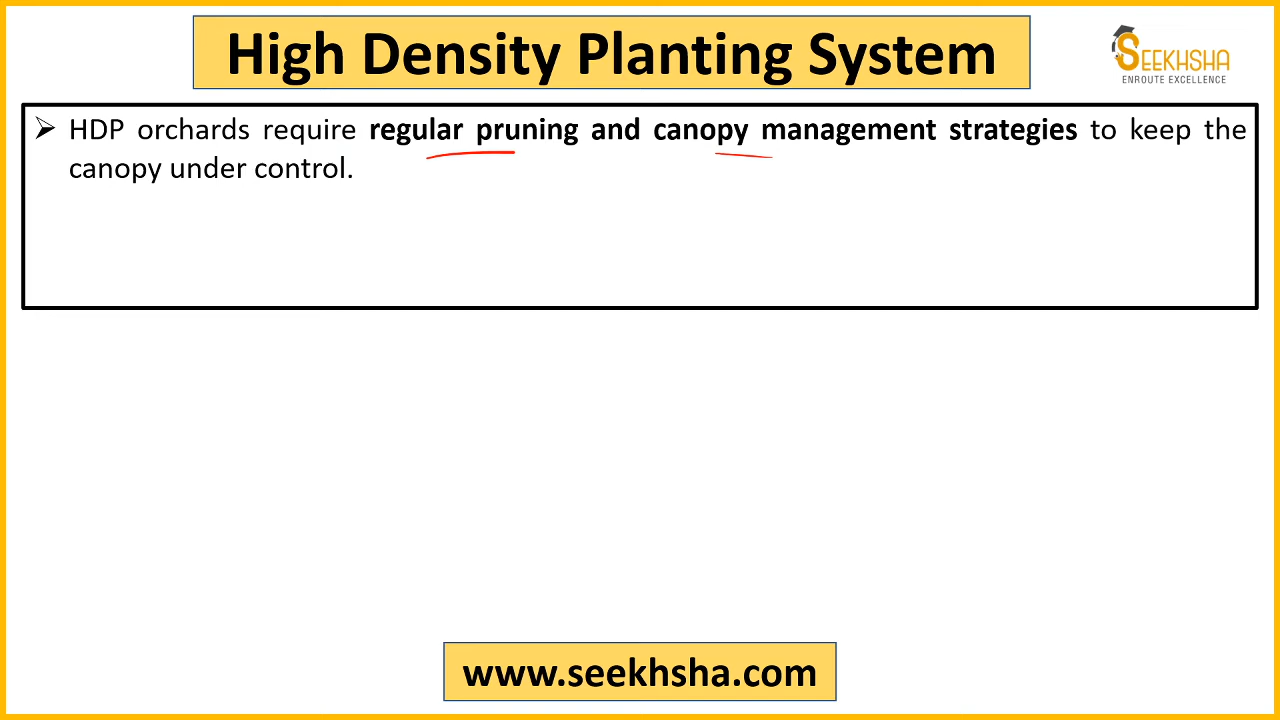 High Density Planting System
SEEKHSHA
ENROUTE EXCELLENCE
➢ HDP orchards require regular pruning and canopy management strategies to keep the
canopy under control.
www.seekhsha.com